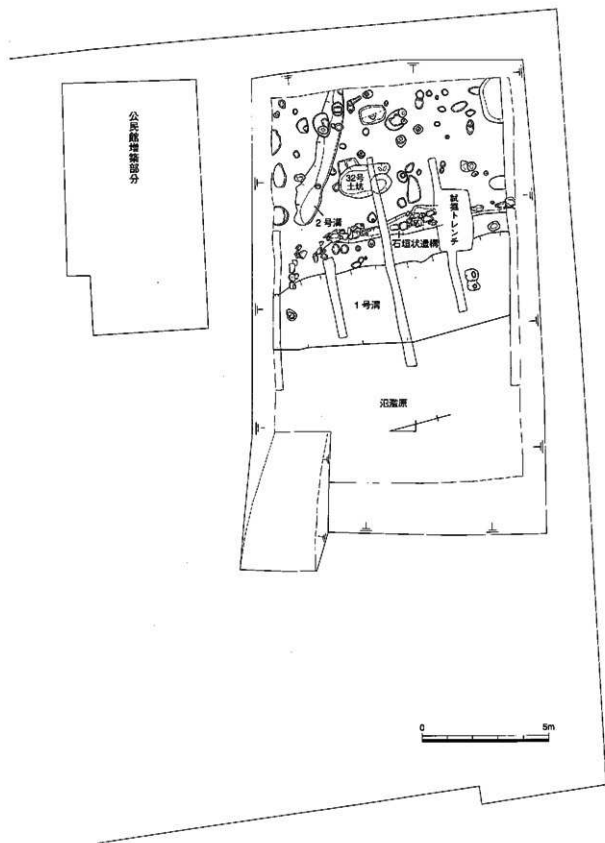 公民館増築部分
32号
土坑
2号溝
試掘トレンチ
石垣状遺構
1号溝
氾濫原
0 5m